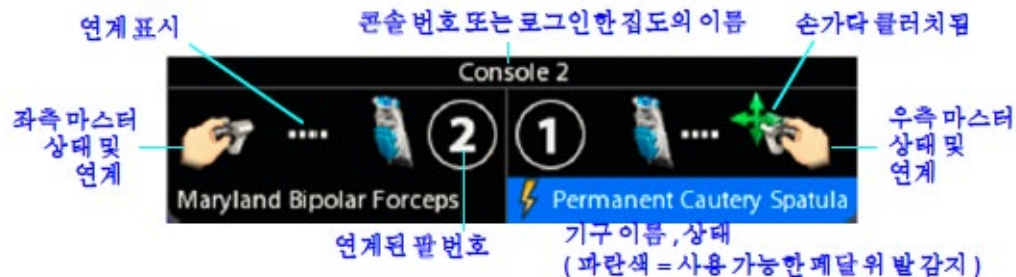 연계 표시
콘솔 번호 또는 로그인한 집도의 이름
손가락 클러치됨
Console 2
좌측 마스터
상태 및
연계
2
1
우측 마스터
상태 및
연계
Maryland Bipolar Forceps
Permanent Cautery Spatula
연계된 팔 번호
기구 이름 , 상태
( 파란색 = 사용 가능한 페달 위 발 감지 )